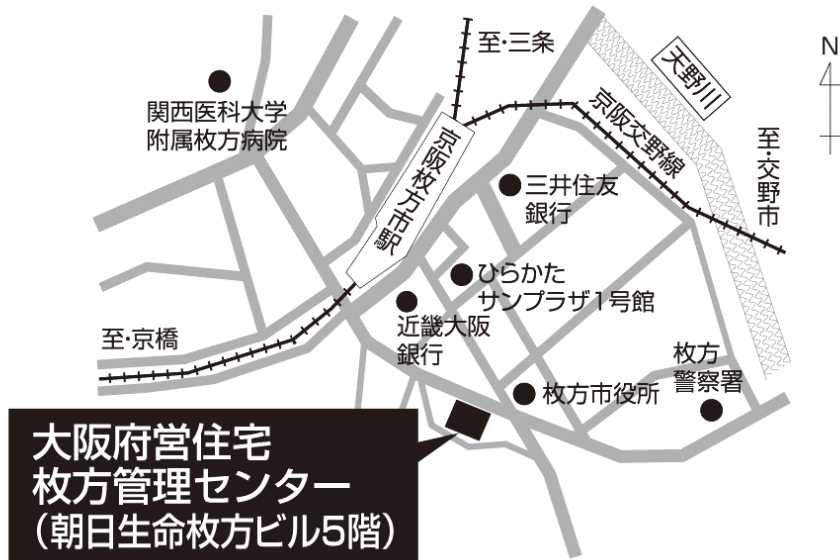 至・三条
N
天野川
関西医科大学
附属枚方病院
京阪交野線
至・交野市
京阪枚方市駅
三井住友
銀行
ひらかた
サンプラザ1号館
近畿大阪
銀行
至・京橋
枚方
警察署
枚方市役所
大阪府営住宅
枚方管理センター
（朝日生命枚方ビル5階）